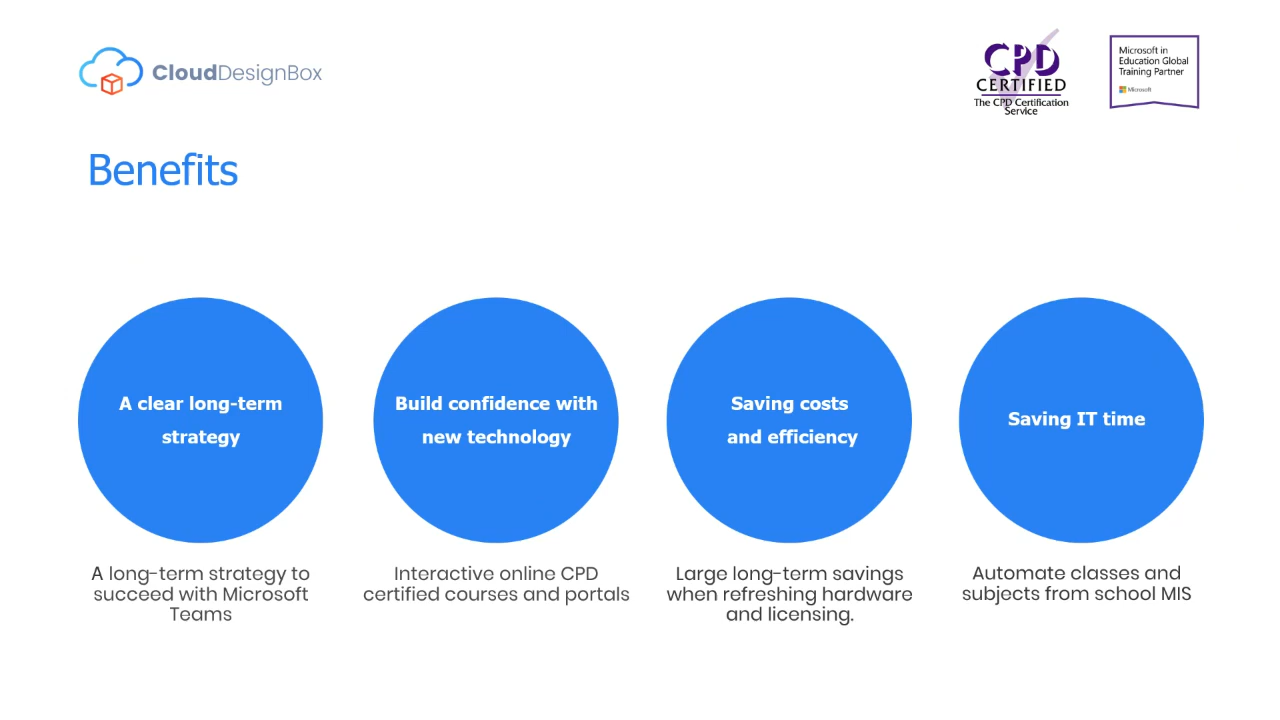 CloudDesignBox
CPD
CERTIFIED
The CPD Certification
Service
Microsoft in
Education Global
Training Partner
Microsoft
Benefits
A clear long-term
strategy
Build confidence with
new technology
Saving costs
and efficiency
Saving IT time
A long-term strategy to
succeed with Microsoft
Teams
Interactive online CPD
certified courses and portals
Large long-term savings
when refreshing hardware
and licensing.
Automate classes and
subjects from school MIS